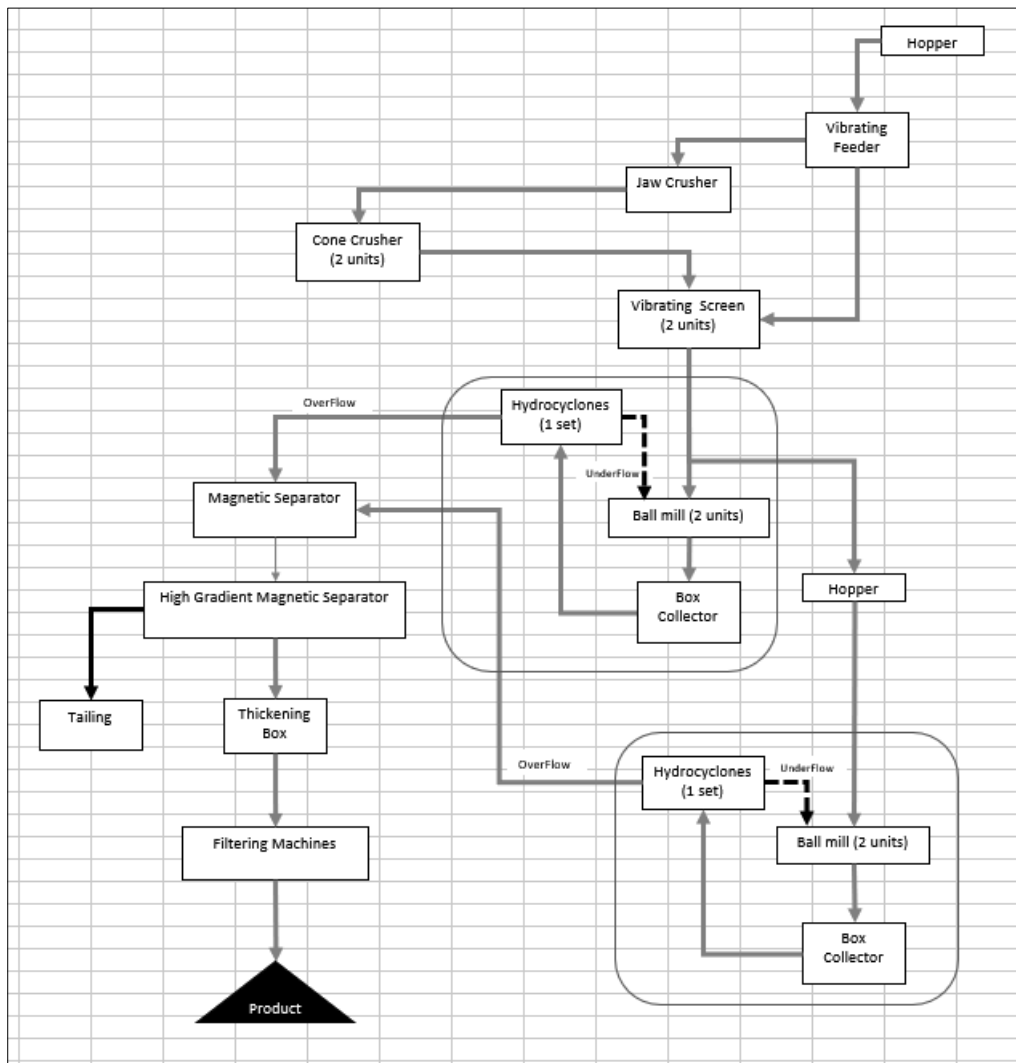 Hopper
Vibrating
Feeder
Jaw Crusher
Cone Crusher
(2 units)
Vibrating Screen
(2 units)
OverFlow
Hydrocyclones
(1 set)
UnderFlow
Magnetic Separator
Ball mill (2 units)
High Gradient Magnetic Separator
Box
Collector
Hopper
Tailing
Thickening
Box
OverFlow
Hydrocyclones
(1 set)
UnderFlow
Filtering Machines
Ball mill (2 units)
Box
Collector
Product